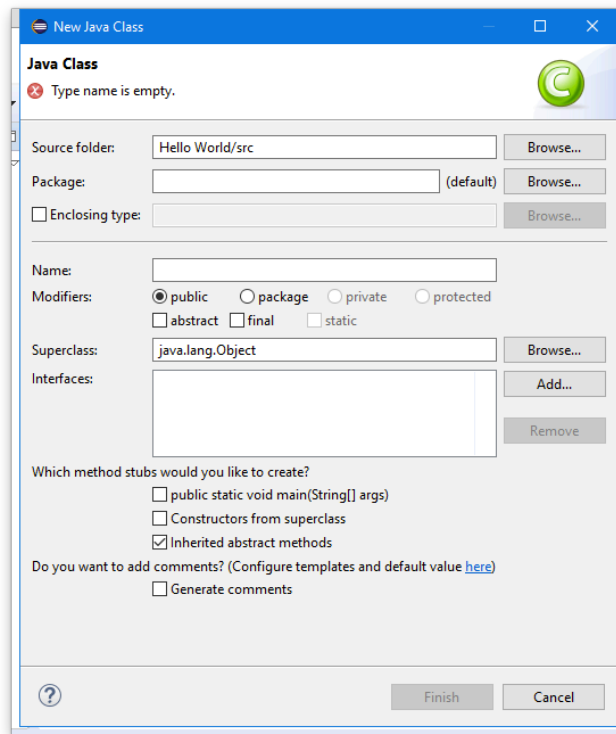 New Java Class
Java Class
Type name is empty.
Source folder: Hello World/src Browse...
Package: (default) Browse...
Enclosing type: Browse...
Name:
Modifiers: public package private protected
abstract final static
Superclass: java.lang.Object Browse...
Interfaces: Add...
Remove
Which method stubs would you like to create?
public static void main(String[] args)
Constructors from superclass
Inherited abstract methods
Do you want to add comments? (Configure templates and default value here)
Generate comments
? Finish Cancel